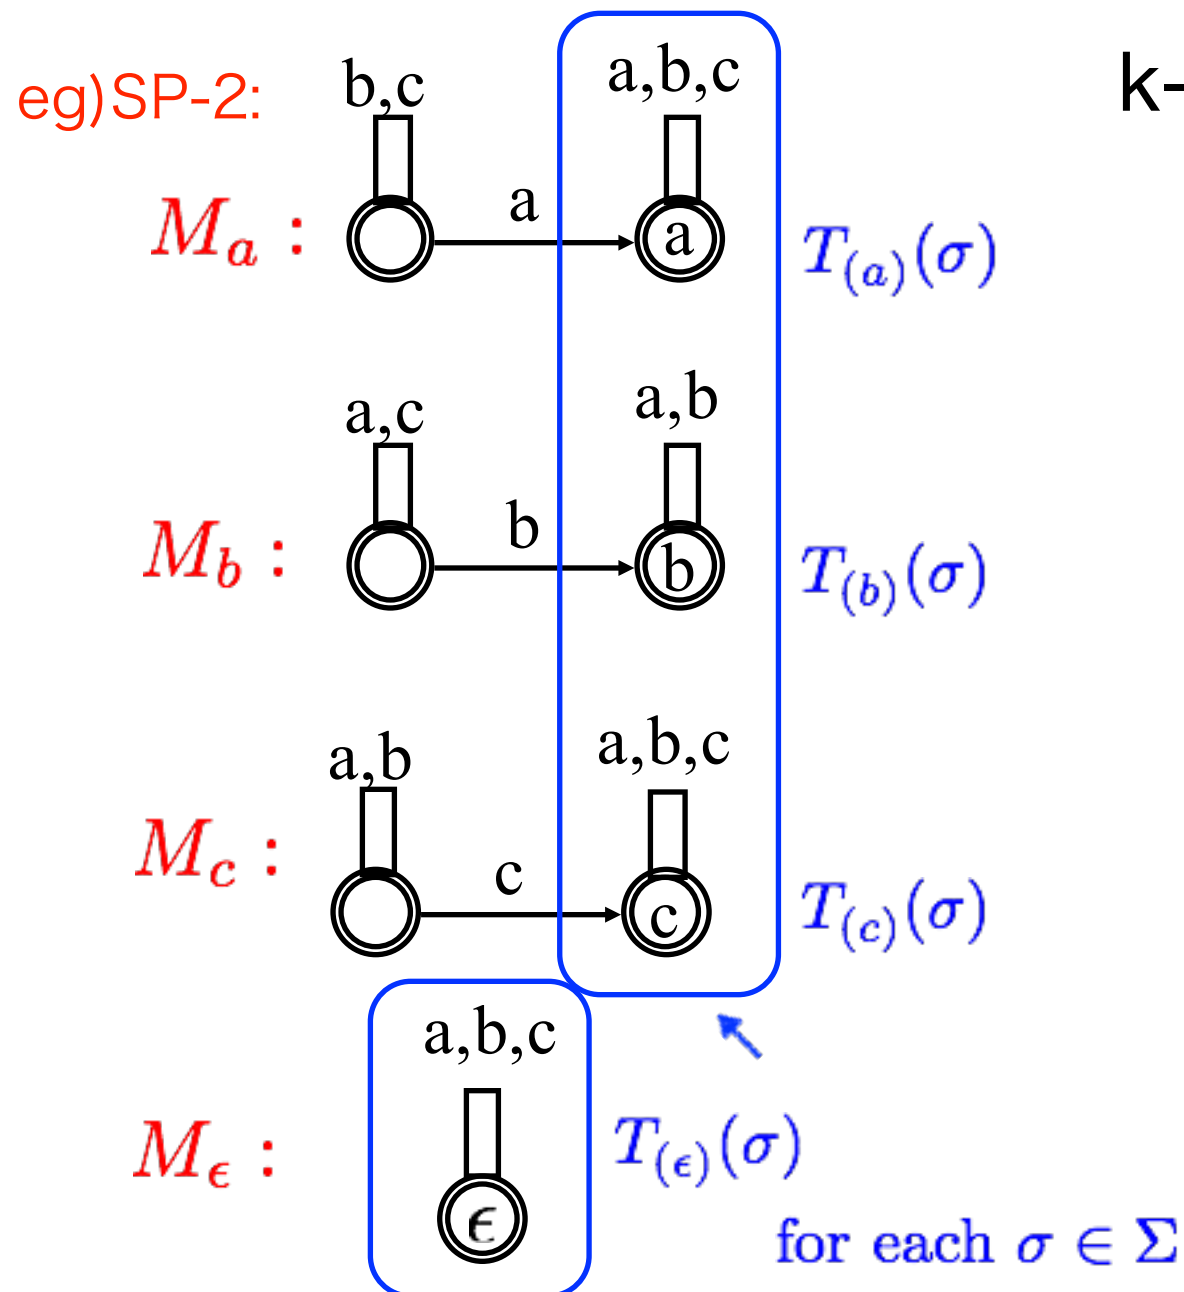 eg)SP-2:
b,c
a,b,c
k-
M_a :
a
a
T_{(a)}(σ)
a,c
a,b
M_b :
b
b
T_{(b)}(σ)
a,b
a,b,c
M_c :
c
c
T_{(c)}(σ)
a,b,c
M_ϵ :
ϵ
T_{(ϵ)}(σ)
for each σ ∈ Σ